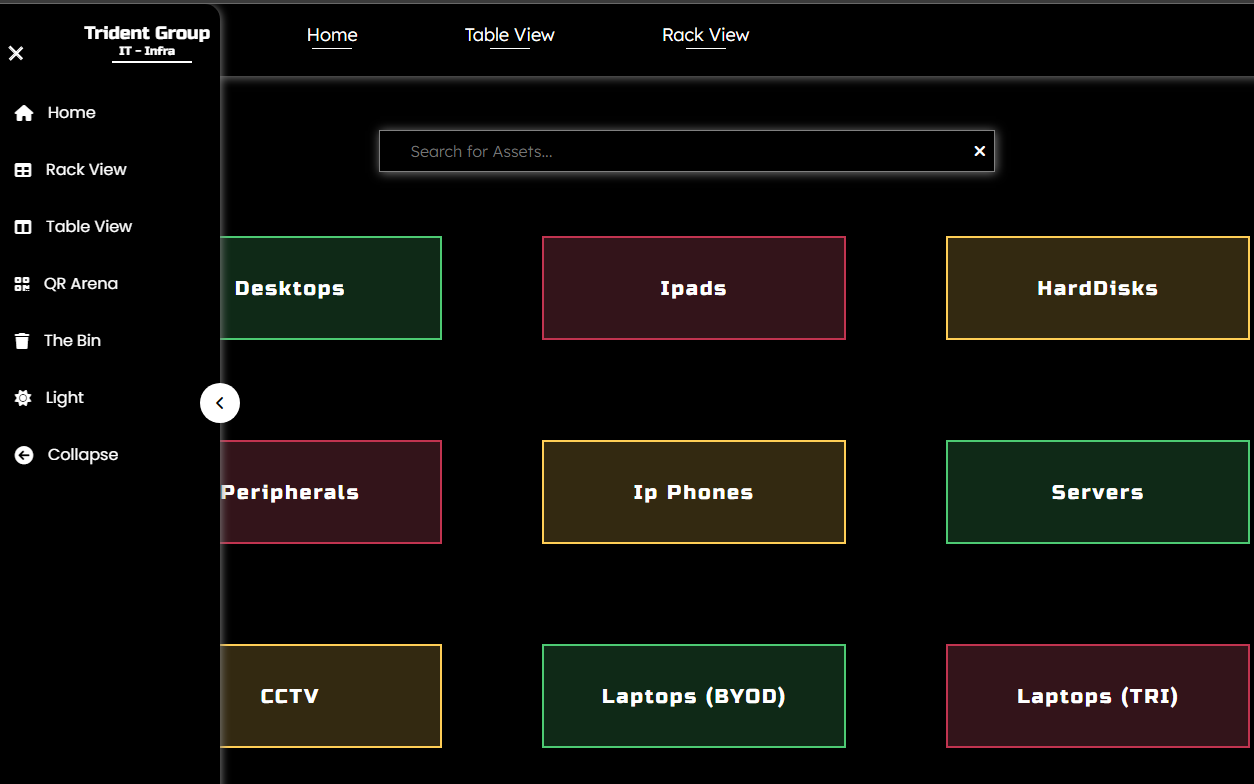 Trident Group
IT - Infra
Home
Rack View
Table View
QR Arena
The Bin
Light
Collapse
Home
Table View
Rack View
Search for Assets...
Desktops
Ipads
HardDisks
Peripherals
Ip Phones
Servers
CCTV
Laptops (BYOD)
Laptops (TRI)